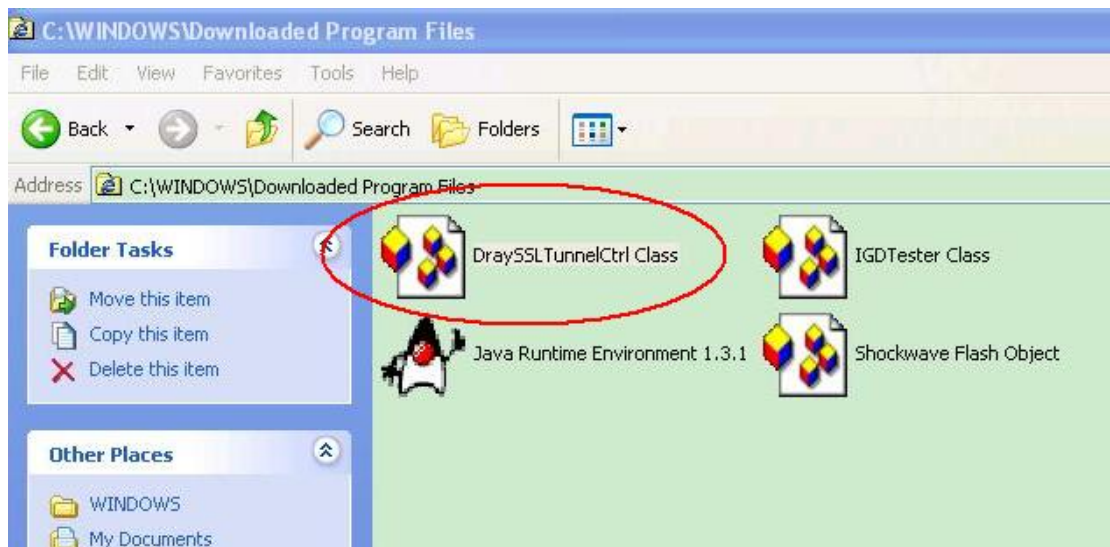 C:\WINDOWS\Downloaded Program Files
File Edit View Favorites Tools Help
Back Search Folders
Address C:\WINDOWS\Downloaded Program Files
Folder Tasks
Move this item
Copy this item
Delete this item
Other Places
WINDOWS
My Documents
DraySSLTunnelCtrl Class
IGDTester Class
Java Runtime Environment 1.3.1
Shockwave Flash Object